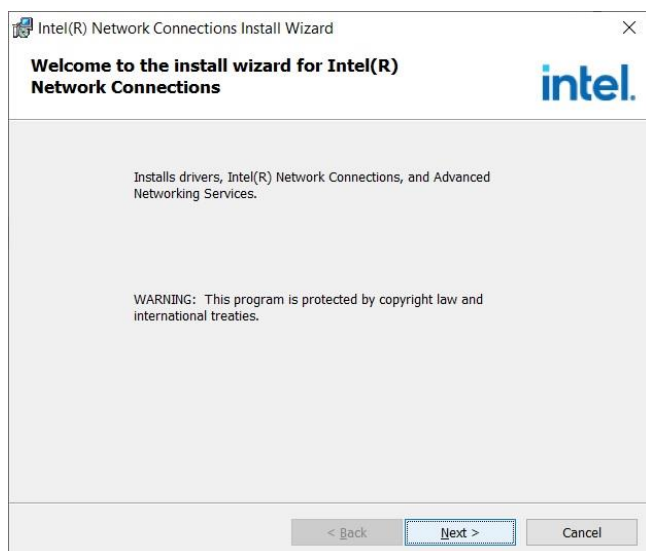 Intel(R) Network Connections Install Wizard
Welcome to the install wizard for Intel(R)
Network Connections
intel.
Installs drivers, Intel(R) Network Connections, and Advanced
Networking Services.
WARNING: This program is protected by copyright law and
international treaties.
< Back
Next >
Cancel